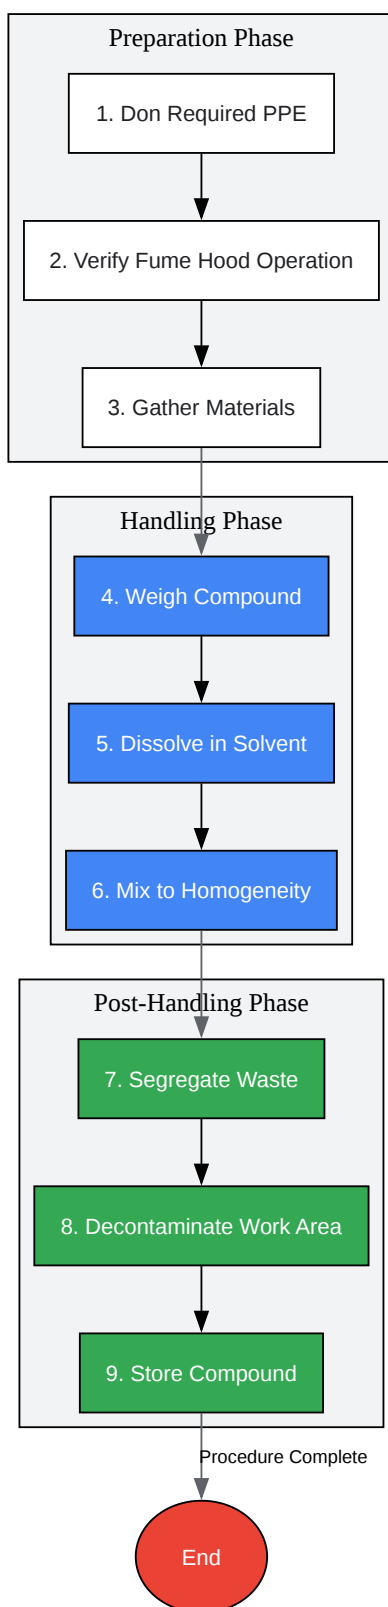 Preparation Phase
1. Don Required PPE
2. Verify Fume Hood Operation
3. Gather Materials
Handling Phase
4. Weigh Compound
5. Dissolve in Solvent
6. Mix to Homogeneity
Post-Handling Phase
7. Segregate Waste
8. Decontaminate Work Area
9. Store Compound
Procedure Complete
End